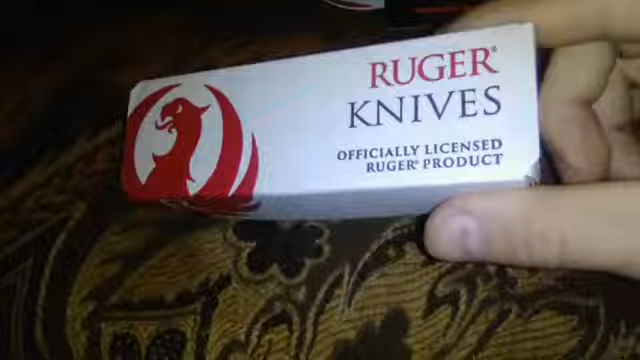 RUGER®
KNIVES
OFFICIALLY LICENSED
RUGER® PRODUCT